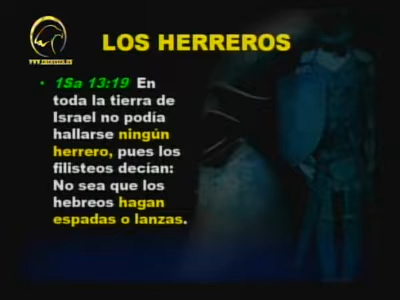 LOS HERREROS
• 1Sa 13:19 En
toda la tierra de
Israel no podía
hallarse ningún
herrero, pues los
filisteos decían:
No sea que los
hebreos hagan
espadas o lanzas.